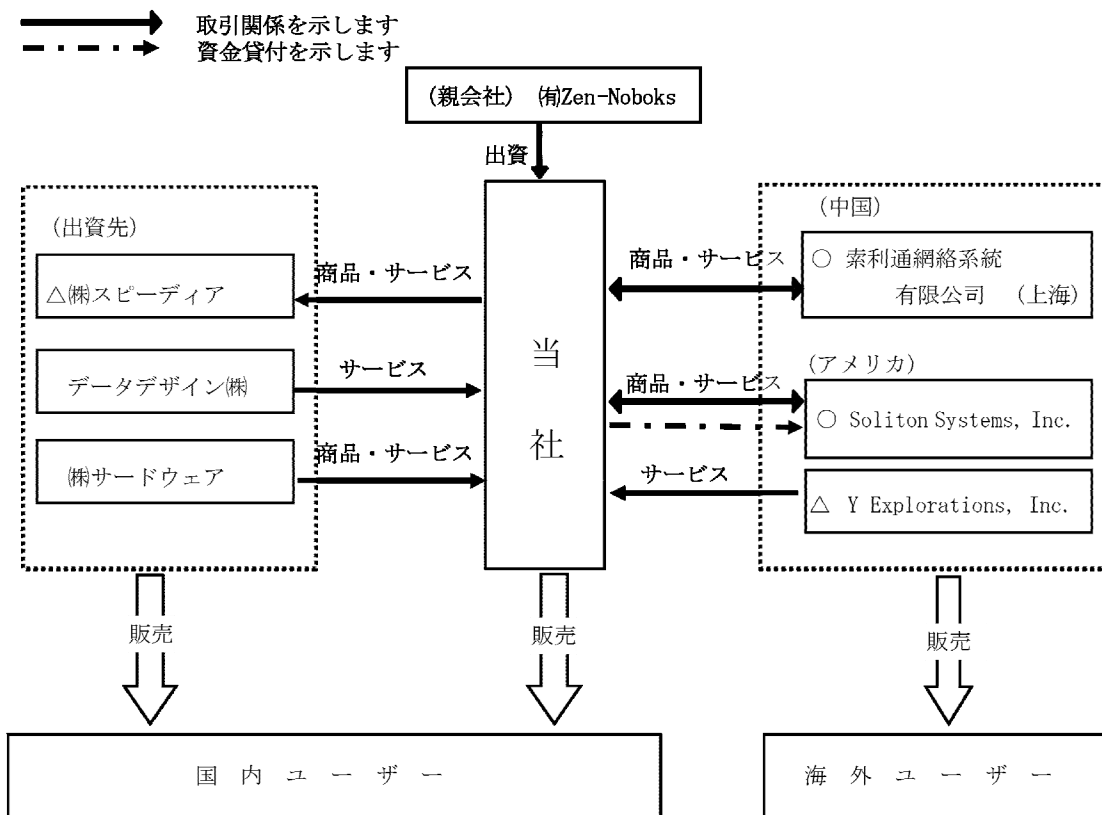 取引関係を示します
資金貸付を示します
(親会社) ㈲Zen-Noboks
出資
(出資先)
△㈱スピーディア
データデザイン㈱
㈱サードウェア
商品・サービス
サービス
商品・サービス
当
社
商品・サービス
商品・サービス
サービス
(中国)
○ 索利通網絡系統
有限公司 (上海)
(アメリカ)
○ Soliton Systems, Inc.
△ Y Explorations, Inc.
販売
販売
販売
国 内 ユ ー ザ ー
海 外 ユ ー ザ ー